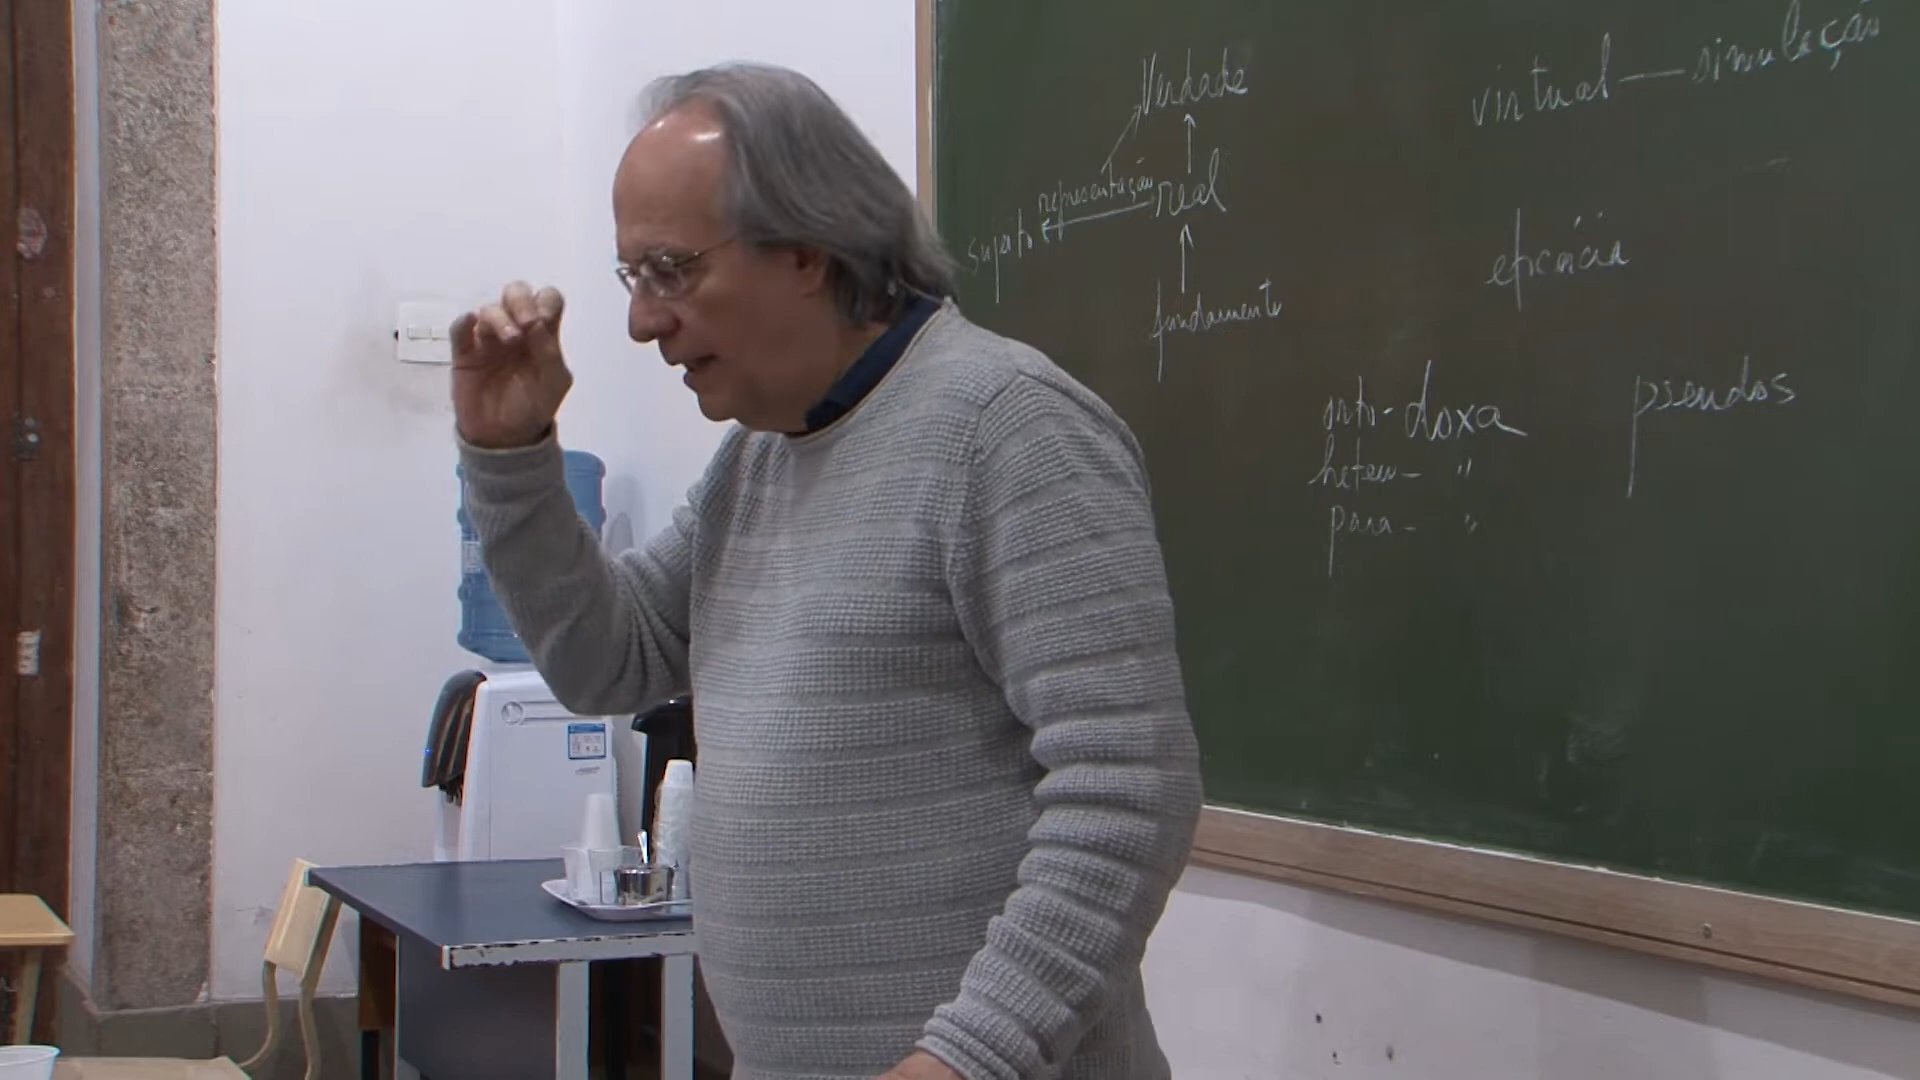 Verdade
virtual — simulação
representação
real
sujeito
eficácia
fundamento
orto- doxa
pseudos
hetero- "
para- "